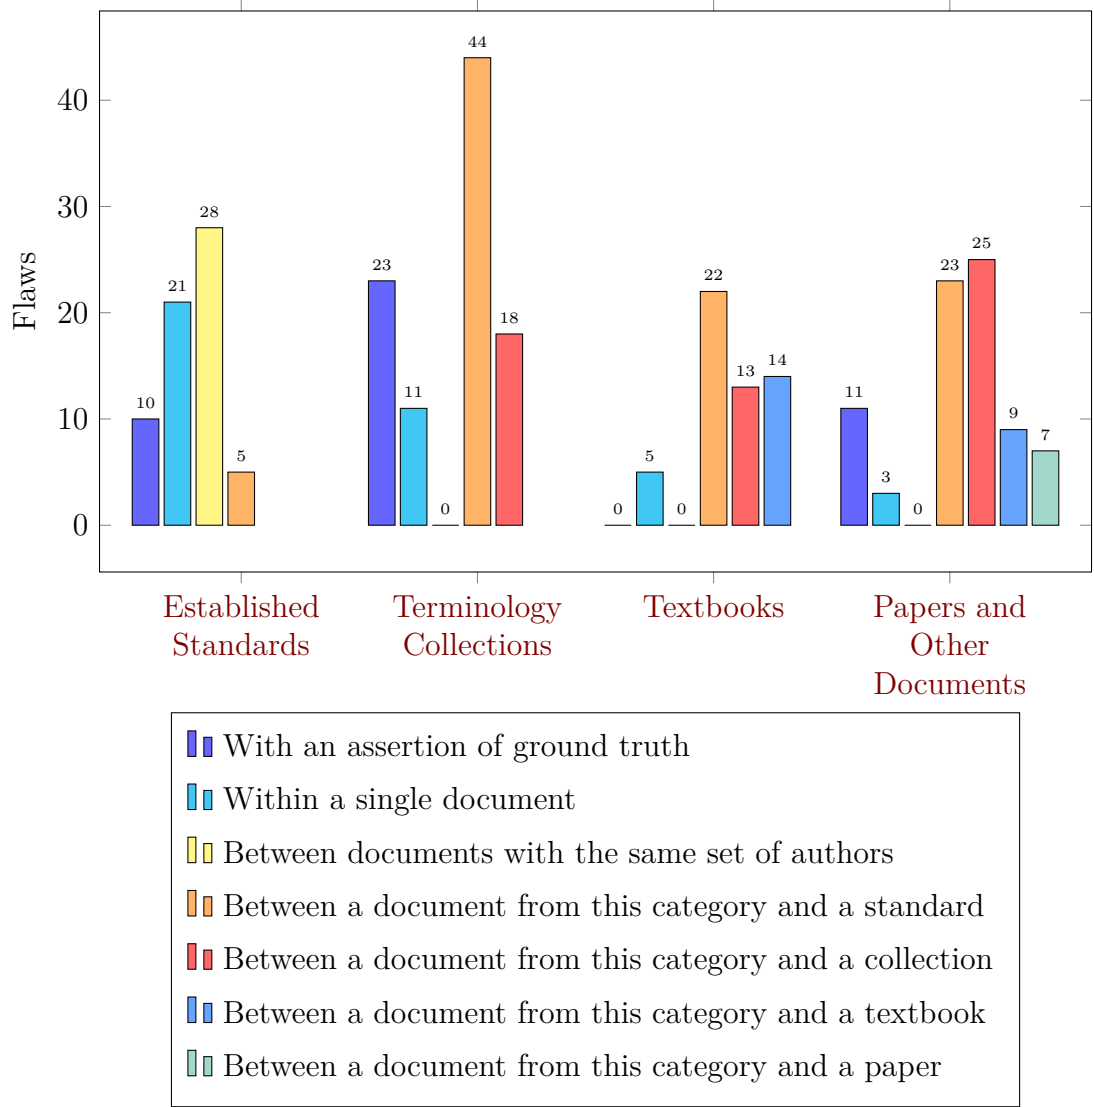 44
40
30
28
25
23
23
22
21
20
18
14
13
11
11
10
10
9
7
5
5
3
0
0
0
0
0
Flaws
Established Standards
Terminology Collections
Textbooks
Papers and Other Documents
With an assertion of ground truth
Within a single document
Between documents with the same set of authors
Between a document from this category and a standard
Between a document from this category and a collection
Between a document from this category and a textbook
Between a document from this category and a paper